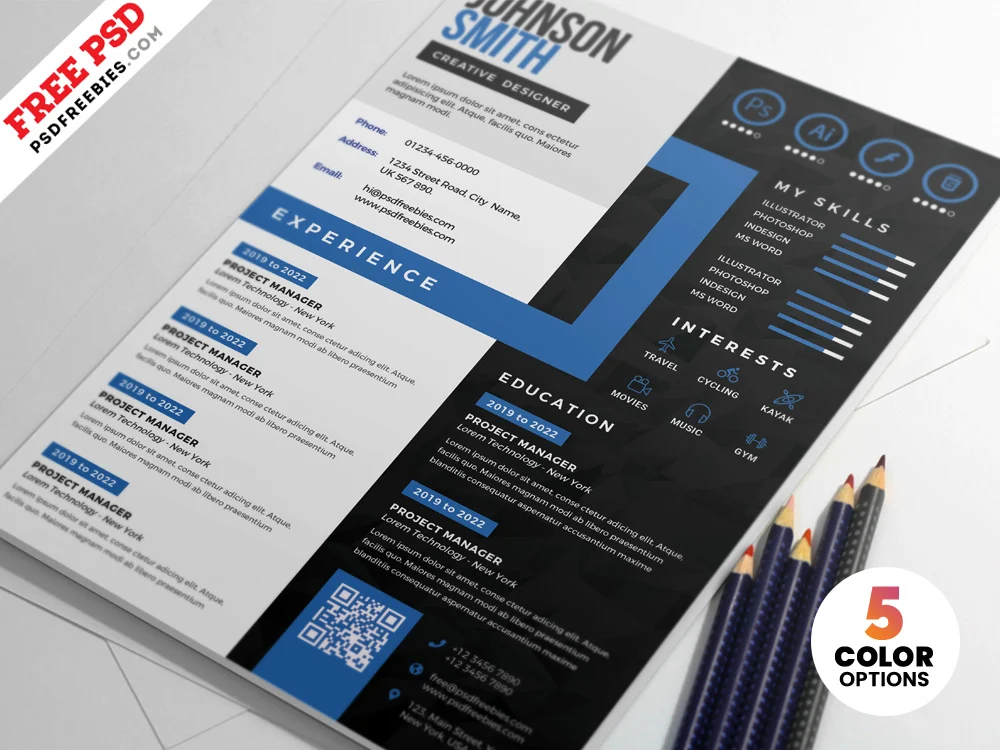 FREE PSD
PSDFREEBIES.COM
JOHNSON
SMITH
CREATIVE DESIGNER
Lorem ipsum dolor sit amet, cons ectetur
adipisicing elit. Atque, facilis quo. Maiores
magnam modi.
Phone:
01234-456-0000
Address:
1234 Street Road, City Name,
UK 567 890.
Email:
hi@psdfreebies.com
www.psdfreebies.com
EXPERIENCE
2019 to 2022
PROJECT MANAGER
Lorem Technology - New York
Lorem ipsum dolor sit amet, conse ctetur adicing elit. Atque,
facilis quo. Maiores magnam modi ab libero praesentium
2019 to 2022
PROJECT MANAGER
Lorem Technology - New York
Lorem ipsum dolor sit amet, conse ctetur adicing elit. Atque,
facilis quo. Maiores magnam modi ab libero praesentium
2019 to 2022
PROJECT MANAGER
Lorem Technology - New York
Lorem ipsum dolor sit amet, conse ctetur adicing elit. Atque,
facilis quo. Maiores magnam modi ab libero praesentium
2019 to 2022
PROJECT MANAGER
Lorem Technology - New York
Lorem ipsum dolor sit amet, conse ctetur adicing elit. Atque,
facilis quo. Maiores magnam modi ab libero praesentium
Ps
Ai
MY SKILLS
ILLUSTRATOR
PHOTOSHOP
INDESIGN
MS WORD
ILLUSTRATOR
PHOTOSHOP
INDESIGN
MS WORD
INTERESTS
TRAVEL
CYCLING
KAYAK
MOVIES
MUSIC
GYM
EDUCATION
2019 to 2022
PROJECT MANAGER
Lorem Technology - New York
Lorem ipsum dolor sit amet, conse ctetur adicing elit. Atque,
facilis quo. Maiores magnam modi ab libero praesentium
blanditiis consequatur aspernatur accusantium maxime
2019 to 2022
PROJECT MANAGER
Lorem Technology - New York
Lorem ipsum dolor sit amet, conse ctetur adicing elit. Atque,
facilis quo. Maiores magnam modi ab libero praesentium
blanditiis consequatur aspernatur accusantium maxime
+12 3456 7890
+12 3456 7890
free@psdfreebies.com
www.psdfreebies.com
123, Main Street,
New York, USA
5
COLOR
OPTIONS